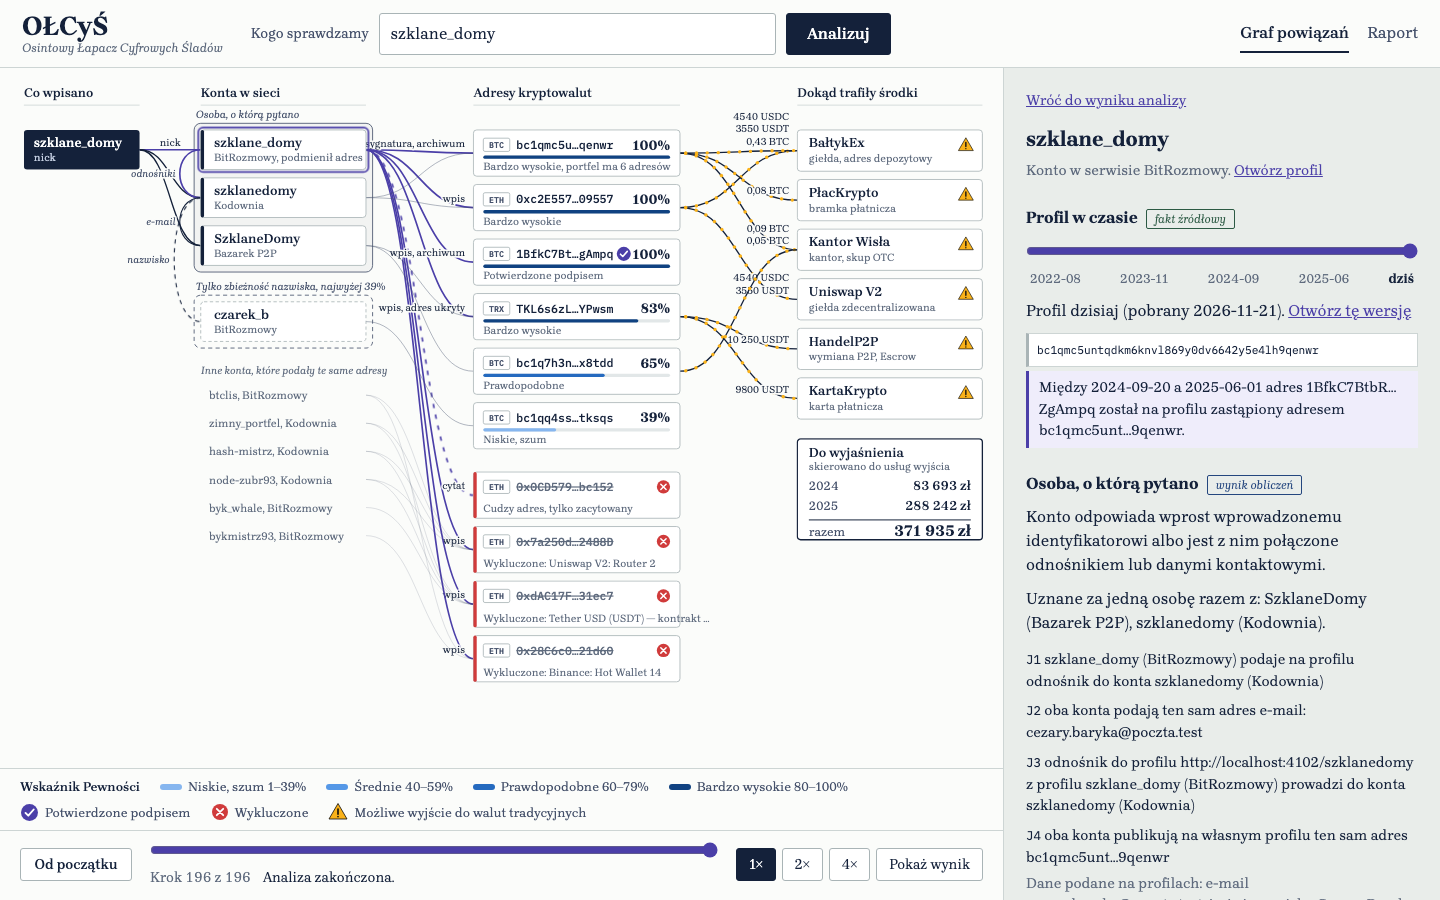 OŁCyŚ
Osintowy Łapacz Cyfrowych Śladów
Kogo sprawdzamy
szklane_domy
Analizuj
Graf powiązań
Raport
Co wpisano
Konta w sieci
Adresy kryptowalut
Dokąd trafiły środki
szklane_domy
nick
nick
odnośniki
e-mail
nazwisko
Osoba, o którą pytano
szklane_domy
BitRozmowy, podmienił adres
szklanedomy
Kodownia
SzklaneDomy
Bazarek P2P
Tylko zbieżność nazwiska, najwyżej 39%
czarek_b
BitRozmowy
Inne konta, które podały te same adresy
btclis, BitRozmowy
zimny_portfel, Kodownia
hash-mistrz, Kodownia
node-zubr93, Kodownia
byk_whale, BitRozmowy
bykmistrz93, BitRozmowy
sygnatura, archiwum
wpis
wpis, archiwum
wpis, adres ukryty
cytat
wpis
wpis
wpis
BTC bc1qmc5u…qenwr 100%
Bardzo wysokie, portfel ma 6 adresów
ETH 0xc2E557…09557 100%
Bardzo wysokie
BTC 1BfkC7Bt…gAmpq 100%
Potwierdzone podpisem
TRX TKL6s6zL…YPwsm 83%
Bardzo wysokie
BTC bc1q7h3n…x8tdd 65%
Prawdopodobne
BTC bc1qq4ss…tksqs 39%
Niskie, szum
ETH 0x0CD579…bc152
Cudzy adres, tylko zacytowany
ETH 0x7a250d…2488D
Wykluczone: Uniswap V2: Router 2
ETH 0xdAC17F…31ec7
Wykluczone: Tether USD (USDT) — kontrakt …
ETH 0x28C6c0…21d60
Wykluczone: Binance: Hot Wallet 14
4540 USDC
3550 USDT
0,43 BTC
0,08 BTC
0,09 BTC
0,05 BTC
4540 USDC
3550 USDT
10 250 USDT
9800 USDT
BałtykEx
giełda, adres depozytowy
PłacKrypto
bramka płatnicza
Kantor Wisła
kantor, skup OTC
Uniswap V2
giełda zdecentralizowana
HandelP2P
wymiana P2P, Escrow
KartaKrypto
karta płatnicza
Do wyjaśnienia
skierowano do usług wyjścia
2024 83 693 zł
2025 288 242 zł
razem 371 935 zł
Wskaźnik Pewności
Niskie, szum 1–39%
Średnie 40–59%
Prawdopodobne 60–79%
Bardzo wysokie 80–100%
Potwierdzone podpisem
Wykluczone
Możliwe wyjście do walut tradycyjnych
Od początku
Krok 196 z 196 Analiza zakończona.
1×
2×
4×
Pokaż wynik
Wróć do wyniku analizy
szklane_domy
Konto w serwisie BitRozmowy. Otwórz profil
Profil w czasie fakt źródłowy
2022-08 2023-11 2024-09 2025-06 dziś
Profil dzisiaj (pobrany 2026-11-21). Otwórz tę wersję
bc1qmc5untqdkm6knvl869y0dv6642y5e4lh9qenwr
Między 2024-09-20 a 2025-06-01 adres 1BfkC7BtbR…
ZgAmpq został na profilu zastąpiony adresem
bc1qmc5unt…9qenwr.
Osoba, o którą pytano wynik obliczeń
Konto odpowiada wprost wprowadzonemu
identyfikatorowi albo jest z nim połączone
odnośnikiem lub danymi kontaktowymi.
Uznane za jedną osobę razem z: SzklaneDomy
(Bazarek P2P), szklanedomy (Kodownia).
J1 szklane_domy (BitRozmowy) podaje na profilu
odnośnik do konta szklanedomy (Kodownia)
J2 oba konta podają ten sam adres e-mail:
cezary.baryka@poczta.test
J3 odnośnik do profilu http://localhost:4102/szklanedomy
z profilu szklane_domy (BitRozmowy) prowadzi do konta
szklanedomy (Kodownia)
J4 oba konta publikują na własnym profilu ten sam adres
bc1qmc5unt…9qenwr
Dane podane na profilach: e-mail